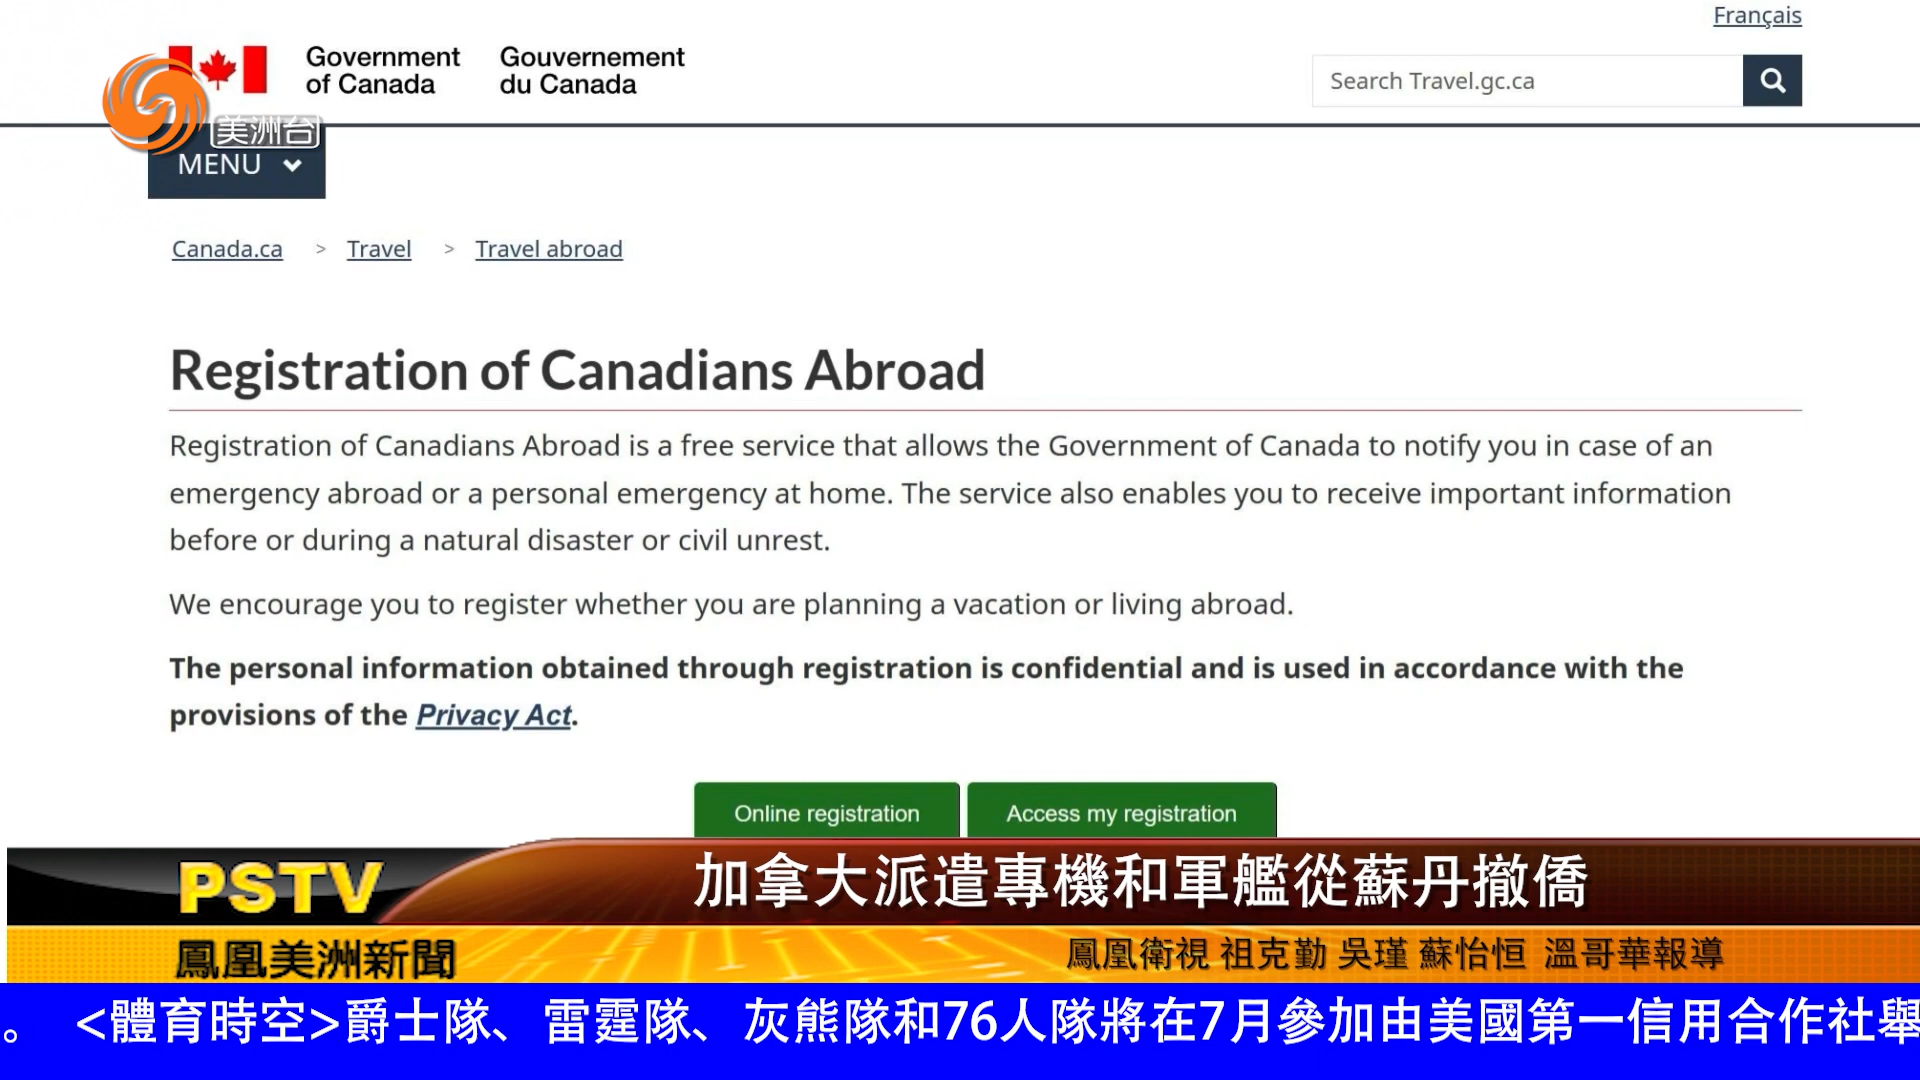 Français
Government
of Canada
Gouvernement
du Canada
Search Travel.gc.ca
美洲台
MENU
Canada.ca > Travel > Travel abroad
Registration of Canadians Abroad
Registration of Canadians Abroad is a free service that allows the Government of Canada to notify you in case of an
emergency abroad or a personal emergency at home. The service also enables you to receive important information
before or during a natural disaster or civil unrest.
We encourage you to register whether you are planning a vacation or living abroad.
The personal information obtained through registration is confidential and is used in accordance with the
provisions of the Privacy Act.
Online registration
Access my registration
PSTV
加拿大派遣專機和軍艦從蘇丹撤僑
鳳凰美洲新聞
鳳凰衛視 祖克勤 吳瑾 蘇怡恒 溫哥華報導
。 <體育時空>爵士隊、雷霆隊、灰熊隊和76人隊將在7月參加由美國第一信用合作社舉